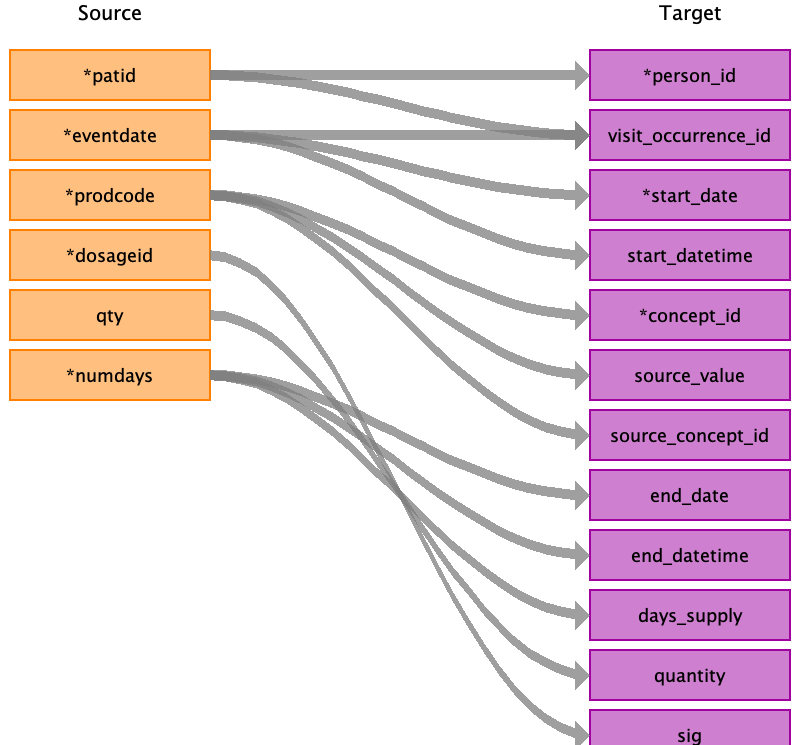 Source
Target
*patid
*person_id
*eventdate
visit_occurrence_id
*prodcode
*start_date
*dosageid
start_datetime
qty
*concept_id
*numdays
source_value
source_concept_id
end_date
end_datetime
days_supply
quantity
sig